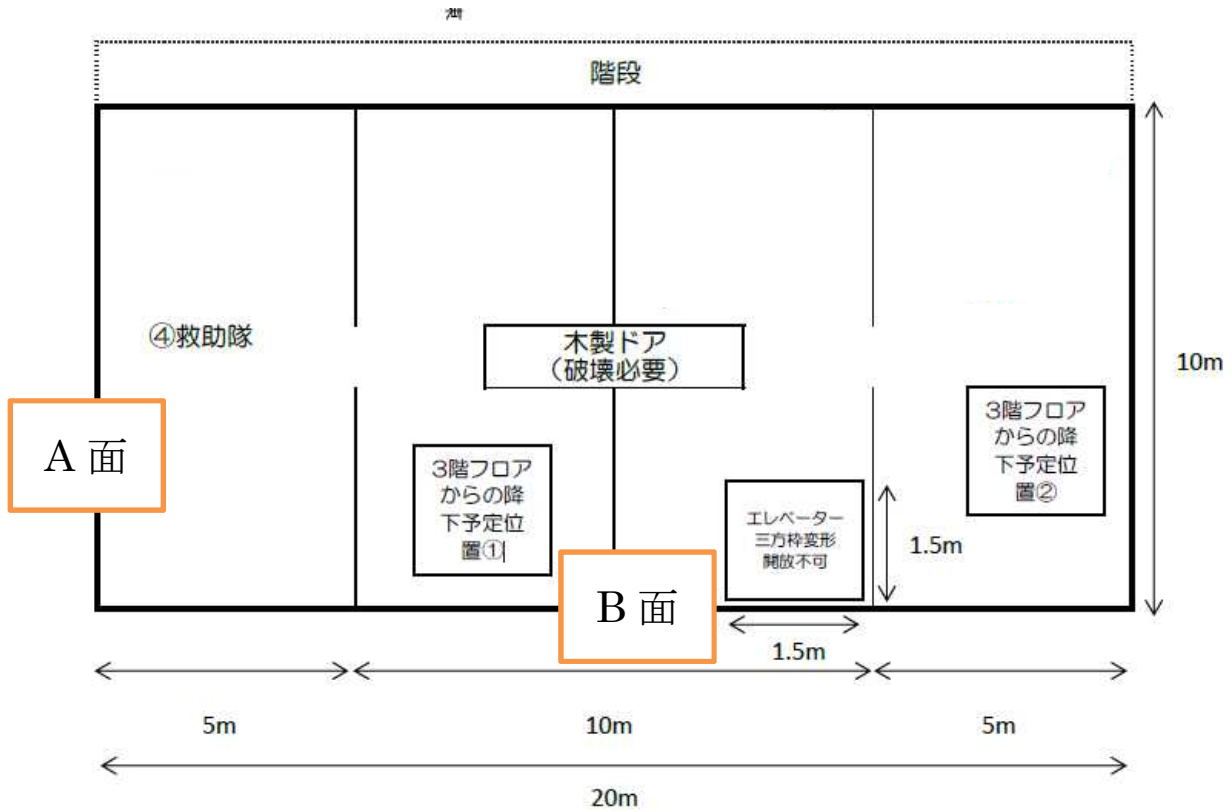 階段
④救助隊
木製ドア
（破壊必要）
10m
3階フロア
からの降
下予定位
置②
A 面
3階フロア
からの降
下予定位
置①
エレベーター
三方枠変形
開放不可
1.5m
B 面
1.5m
5m
10m
5m
20m